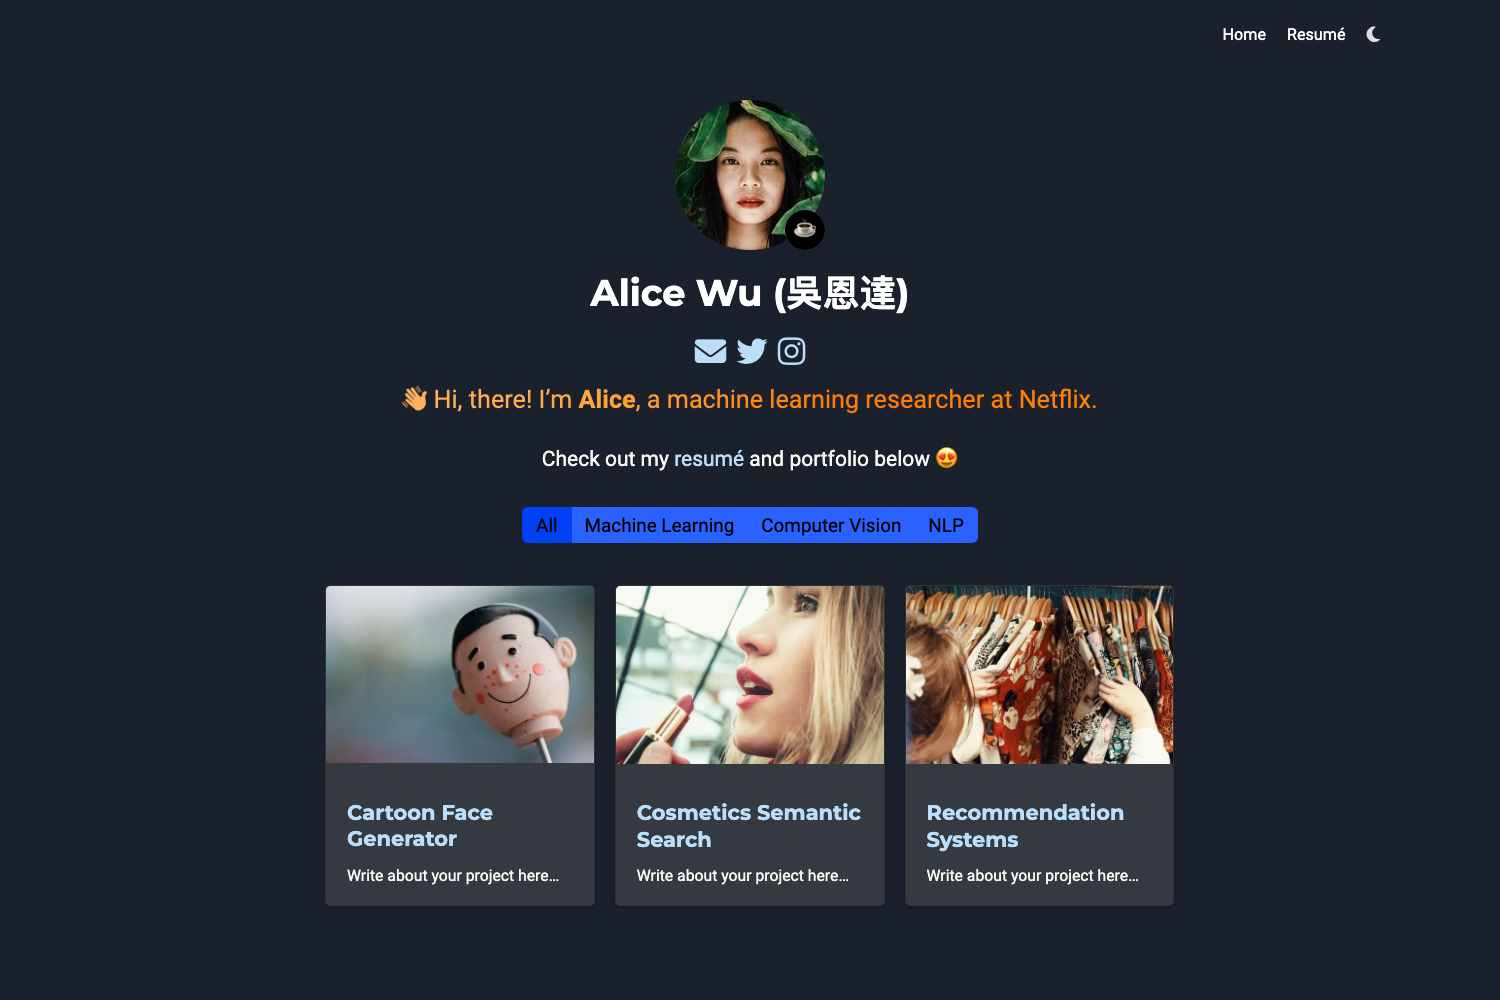 Home Resumé
Alice Wu (吳恩達)
👋 Hi, there! I’m Alice, a machine learning researcher at Netflix.
Check out my resumé and portfolio below 😍
All Machine Learning Computer Vision NLP
Cartoon Face
Generator
Write about your project here…
Cosmetics Semantic
Search
Write about your project here…
Recommendation
Systems
Write about your project here…